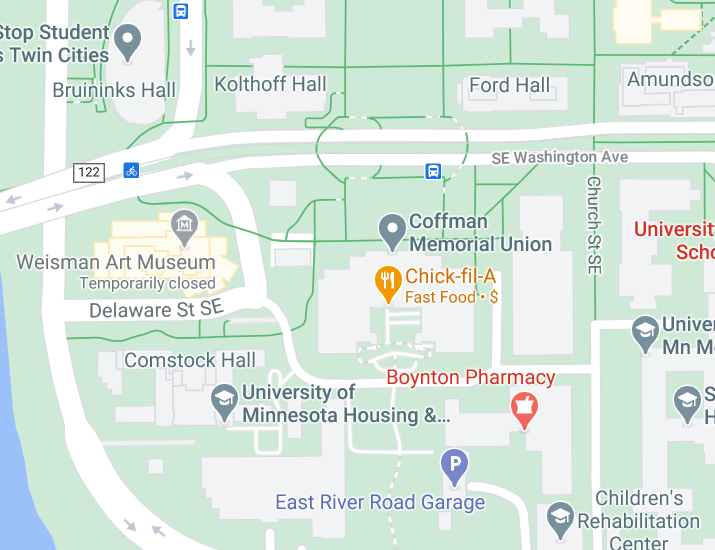 Stop Student
s Twin Cities
Bruininks Hall
Kolthoff Hall
Ford Hall
Amundso
SE Washington Ave
122
Church St SE
Coffman
Memorial Union
Universit
Scho
Weisman Art Museum
Temporarily closed
Chick-fil-A
Fast Food • $
Delaware St SE
Univer
Mn M
Comstock Hall
Boynton Pharmacy
University of
Minnesota Housing &...
S
H
P
East River Road Garage
Children's
Rehabilitation
Center